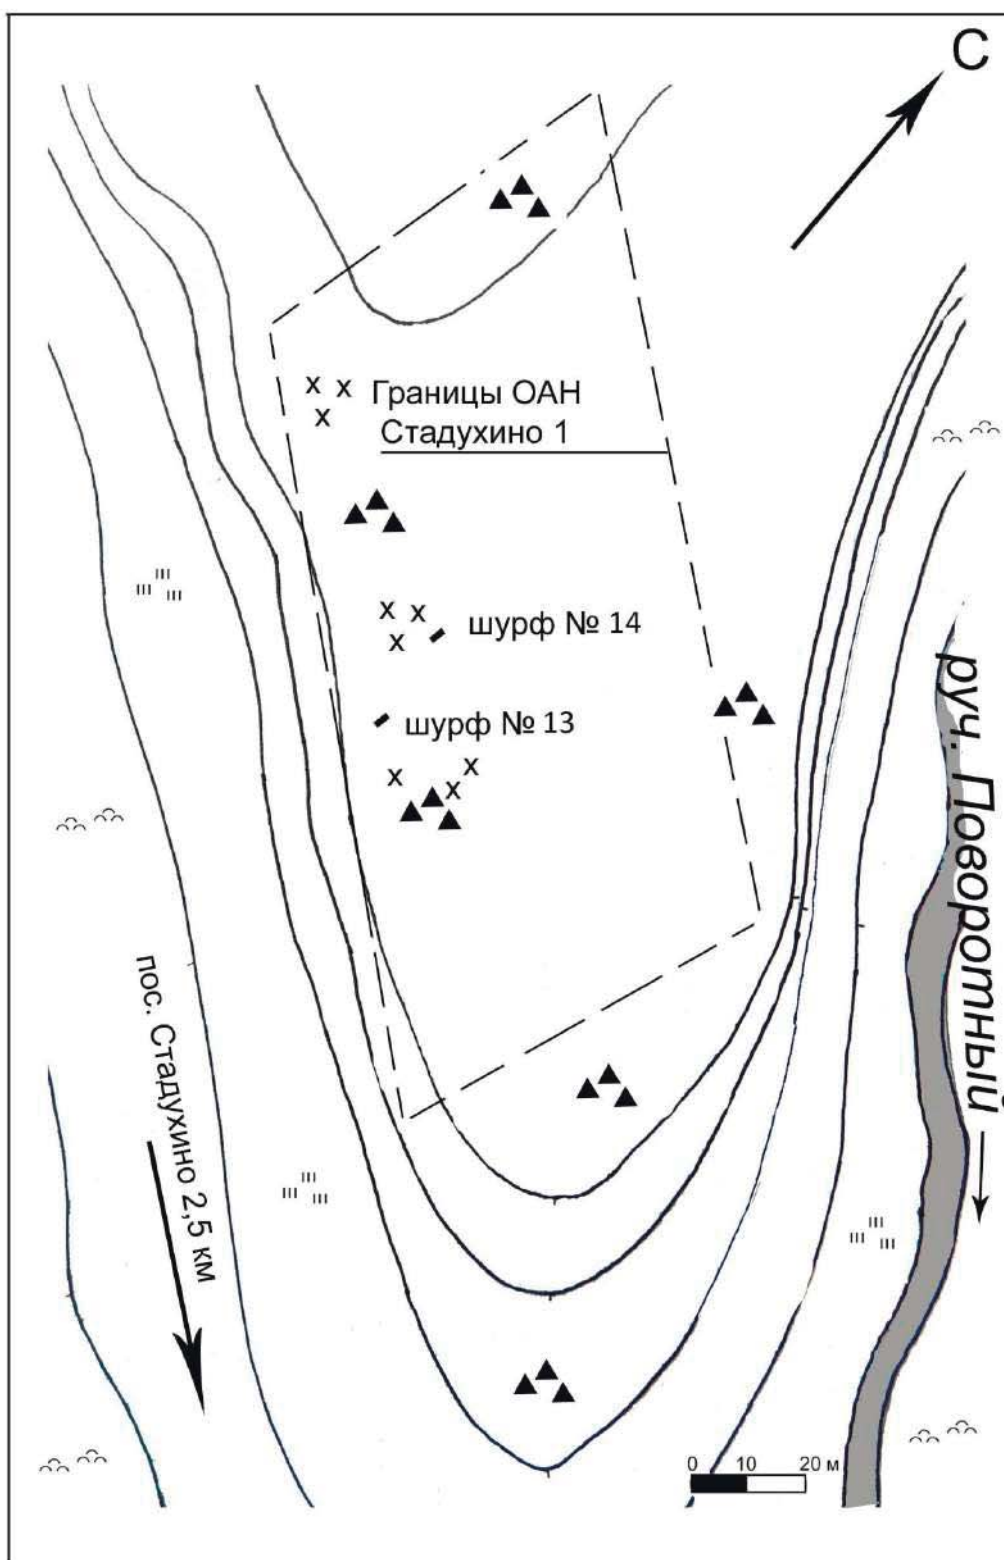 С
Границы ОАН
Стадухино 1
шурф № 14
шурф № 13
руч. Поворотный
пос. Стадухино 2,5 км
0 10 20 м